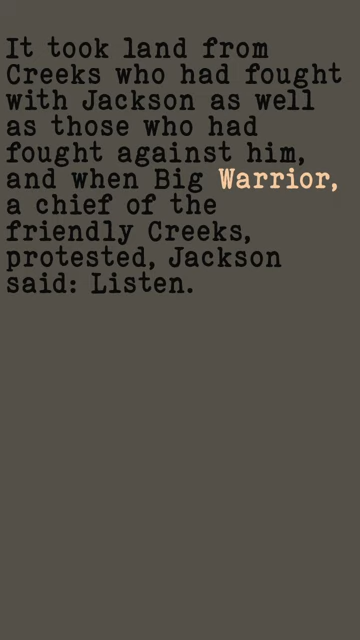 It took land from
Creeks who had fought
with Jackson as well
as those who had
fought against him,
and when Big Warrior,
a chief of the
friendly Creeks,
protested, Jackson
said: Listen.